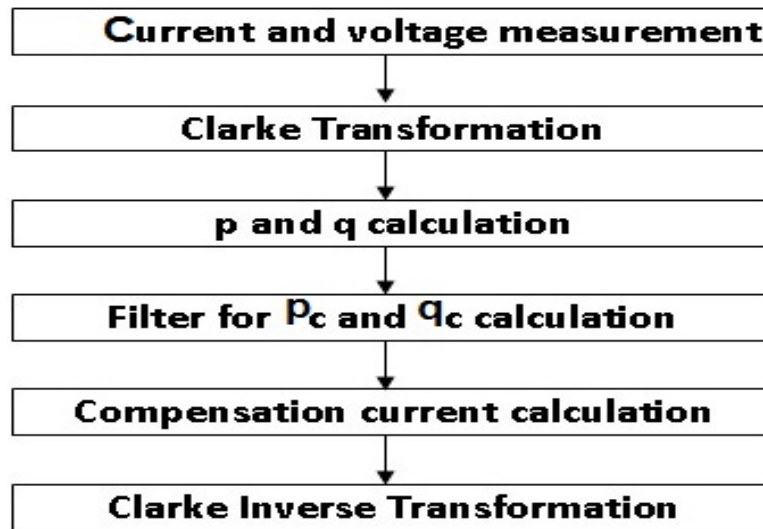 Current and voltage measurement
Clarke Transformation
p and q calculation
Filter for pc and qc calculation
Compensation current calculation
Clarke Inverse Transformation